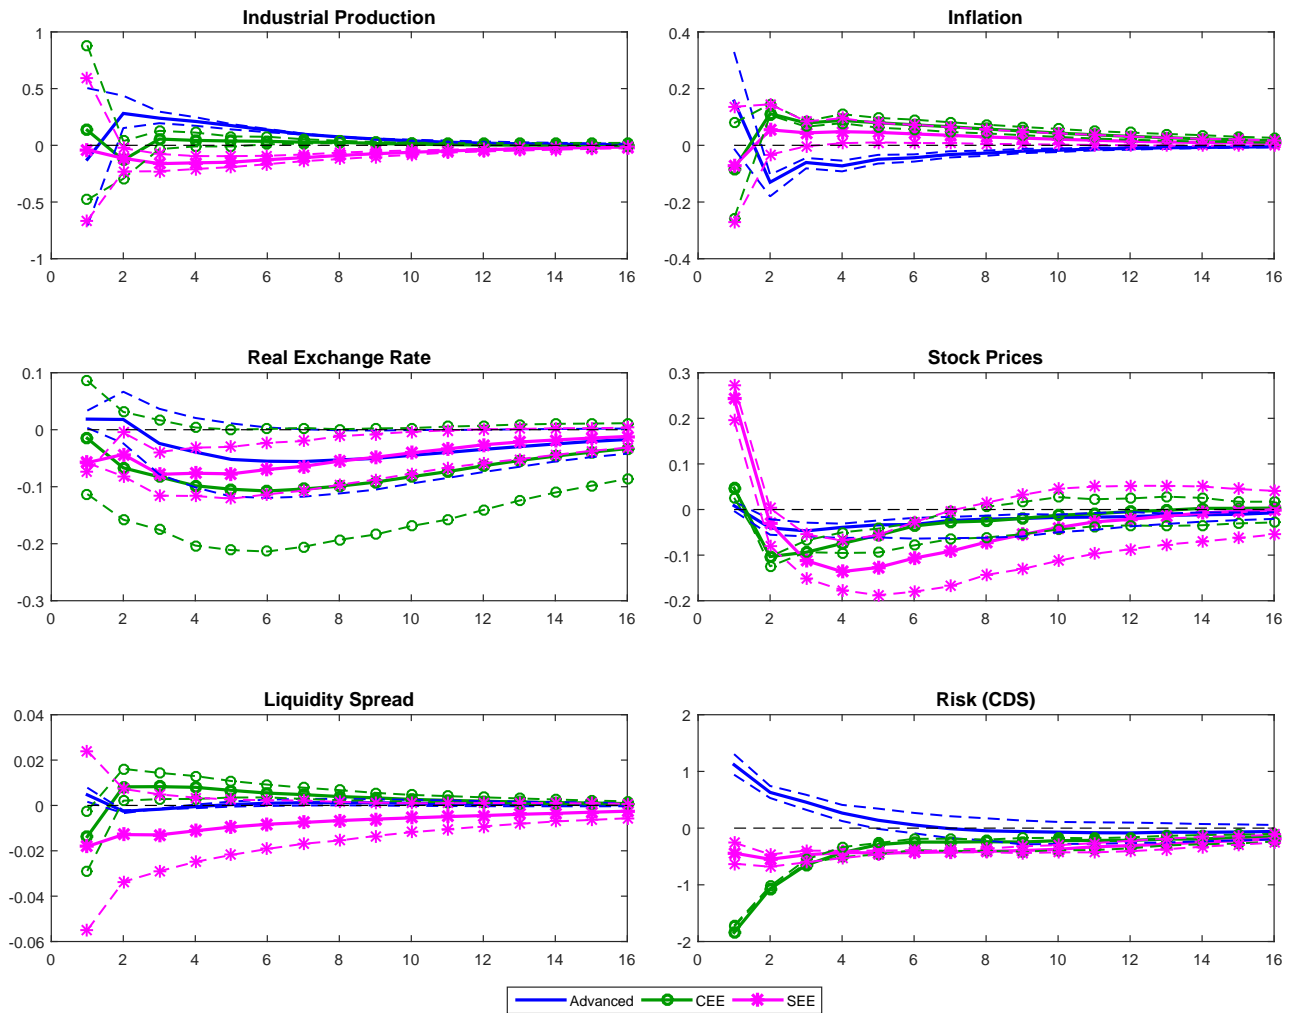 Industrial Production
1
0.5
0
-0.5
-1
0 2 4 6 8 10 12 14 16
Inflation
0.4
0.2
0
-0.2
-0.4
0 2 4 6 8 10 12 14 16
Real Exchange Rate
0.1
0
-0.1
-0.2
-0.3
0 2 4 6 8 10 12 14 16
Stock Prices
0.3
0.2
0.1
0
-0.1
-0.2
0 2 4 6 8 10 12 14 16
Liquidity Spread
0.04
0.02
0
-0.02
-0.04
-0.06
0 2 4 6 8 10 12 14 16
Risk (CDS)
2
1
0
-1
-2
0 2 4 6 8 10 12 14 16
Advanced CEE SEE